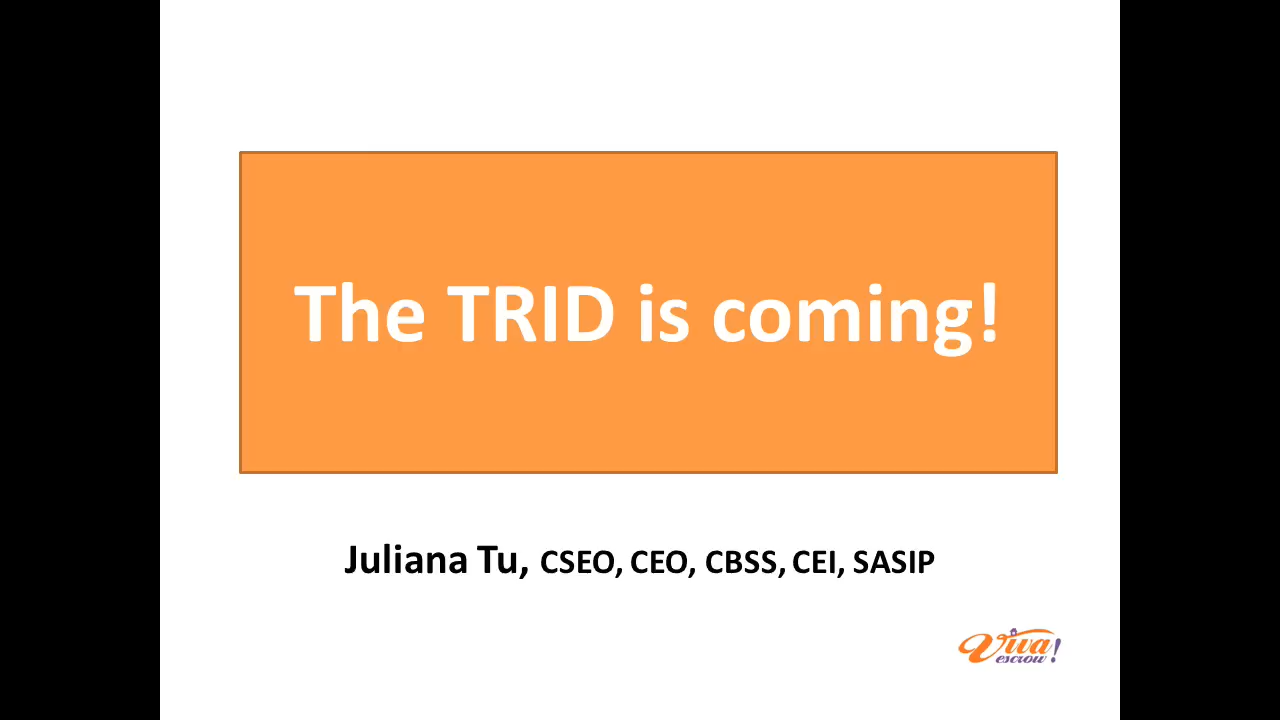 The TRID is coming!
Juliana Tu, CSEO, CEO, CBSS, CEI, SASIP
Viva
escrow!